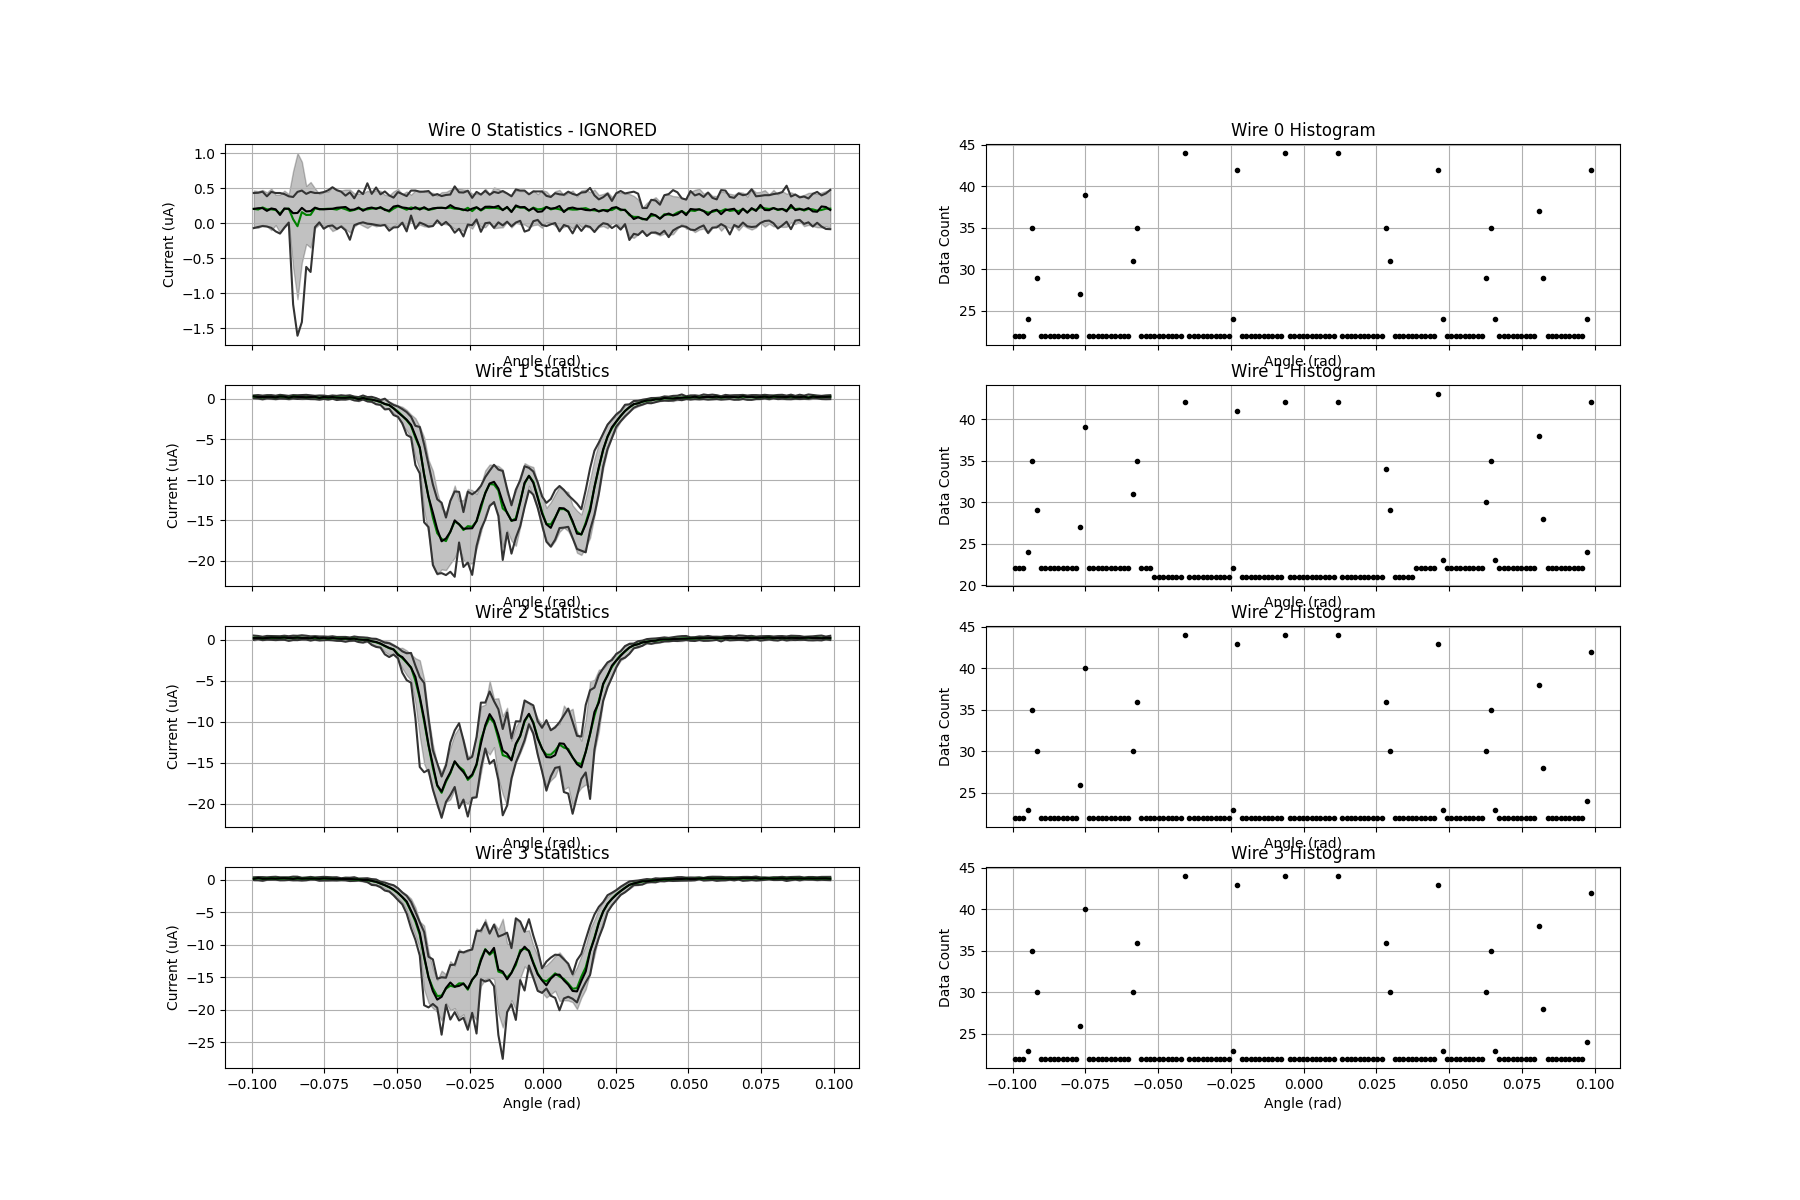 Wire 0 Statistics - IGNORED
Current (uA)
1.0
0.5
0.0
−0.5
−1.0
−1.5
Angle (rad)
Wire 0 Histogram
Data Count
45
40
35
30
25
Angle (rad)
Wire 1 Statistics
Current (uA)
0
−5
−10
−15
−20
Angle (rad)
Wire 1 Histogram
Data Count
40
35
30
25
20
Angle (rad)
Wire 2 Statistics
Current (uA)
0
−5
−10
−15
−20
Angle (rad)
Wire 2 Histogram
Data Count
45
40
35
30
25
Angle (rad)
Wire 3 Statistics
Current (uA)
0
−5
−10
−15
−20
−25
−0.100 −0.075 −0.050 −0.025 0.000 0.025 0.050 0.075 0.100
Angle (rad)
Wire 3 Histogram
Data Count
45
40
35
30
25
−0.100 −0.075 −0.050 −0.025 0.000 0.025 0.050 0.075 0.100
Angle (rad)